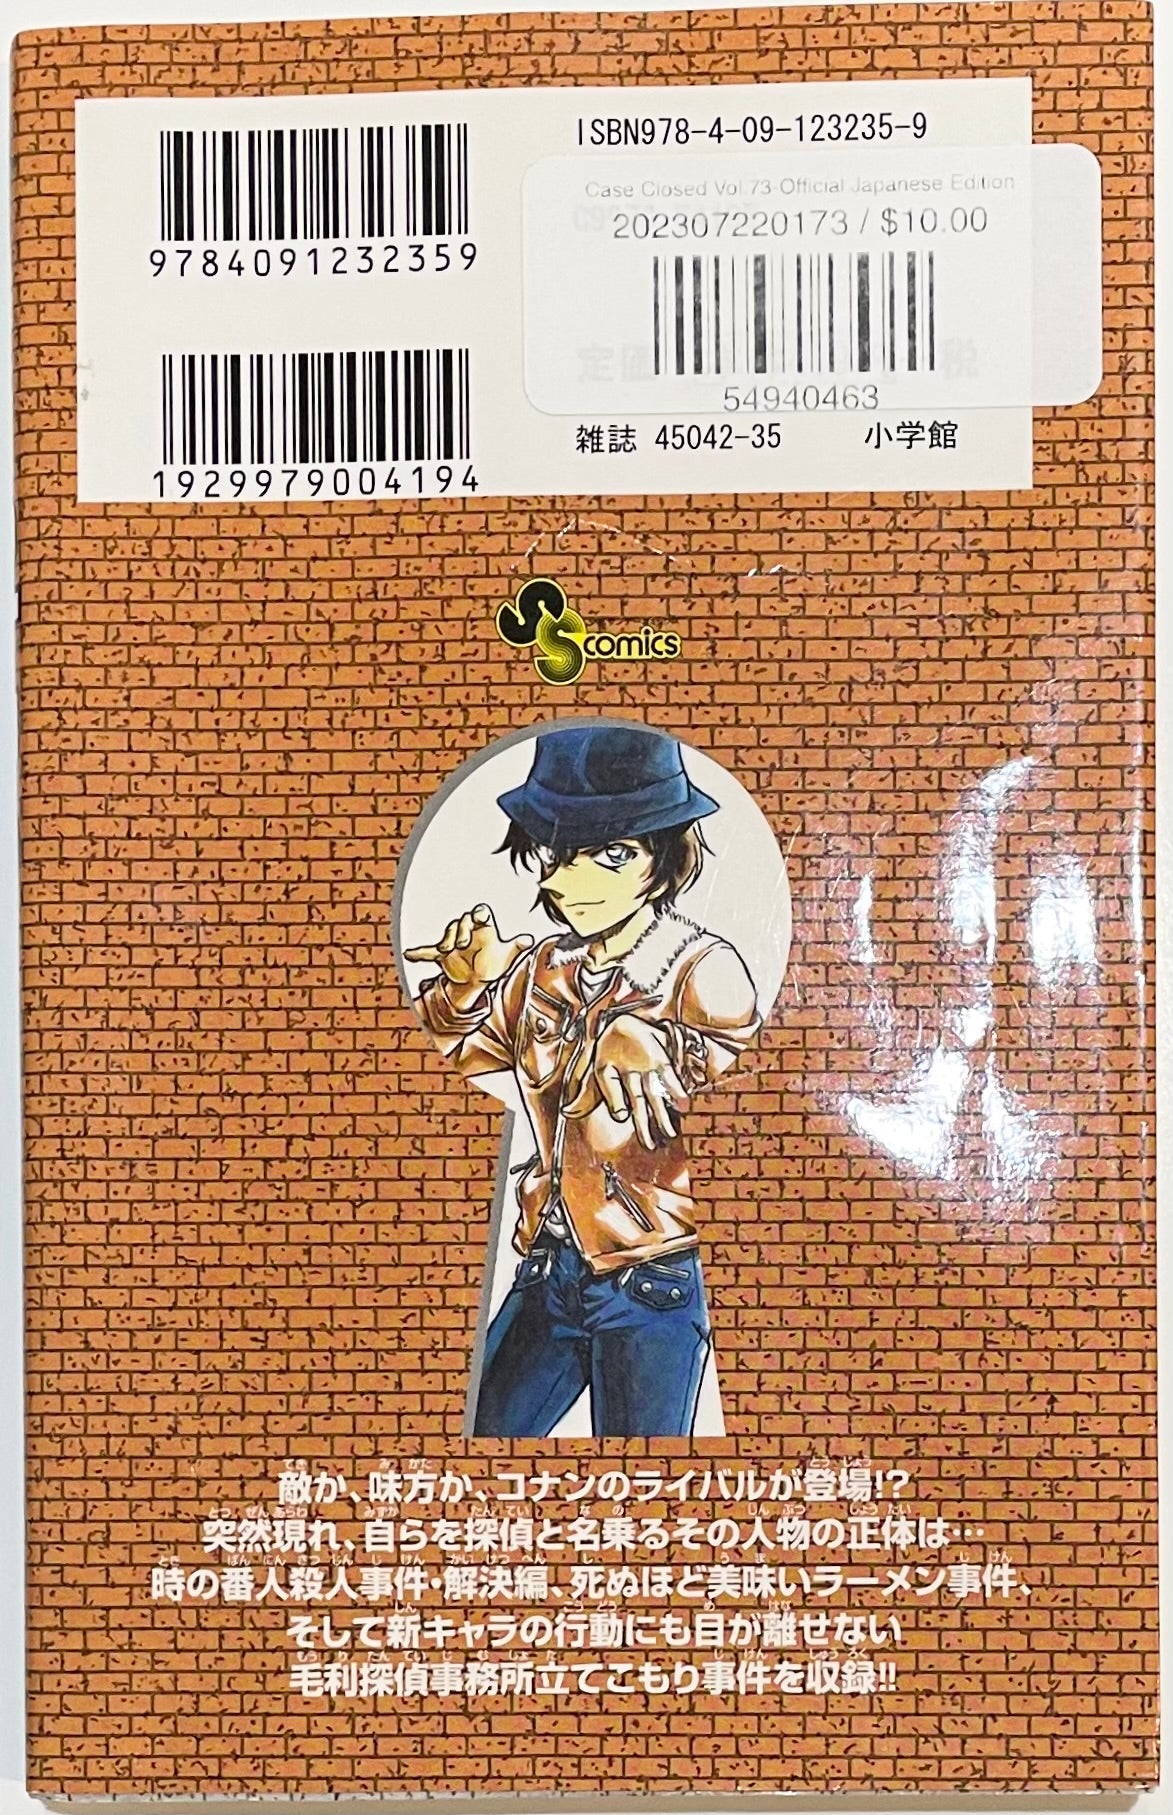 ISBN978-4-09-123235-9
Case Closed Vol.73-Official Japanese Edition
202307220173 / $10.00
9784091232359
54940463
雑誌 45042-35 小学館
1929979004194
SS comics
敵か、味方か、コナンのライバルが登場!?
突然現れ、自らを探偵と名乗るその人物の正体は…
時の番人殺人事件・解決編、死ぬほど美味いラーメン事件、
そして新キャラの行動にも目が離せない
毛利探偵事務所立てこもり事件を収録!!